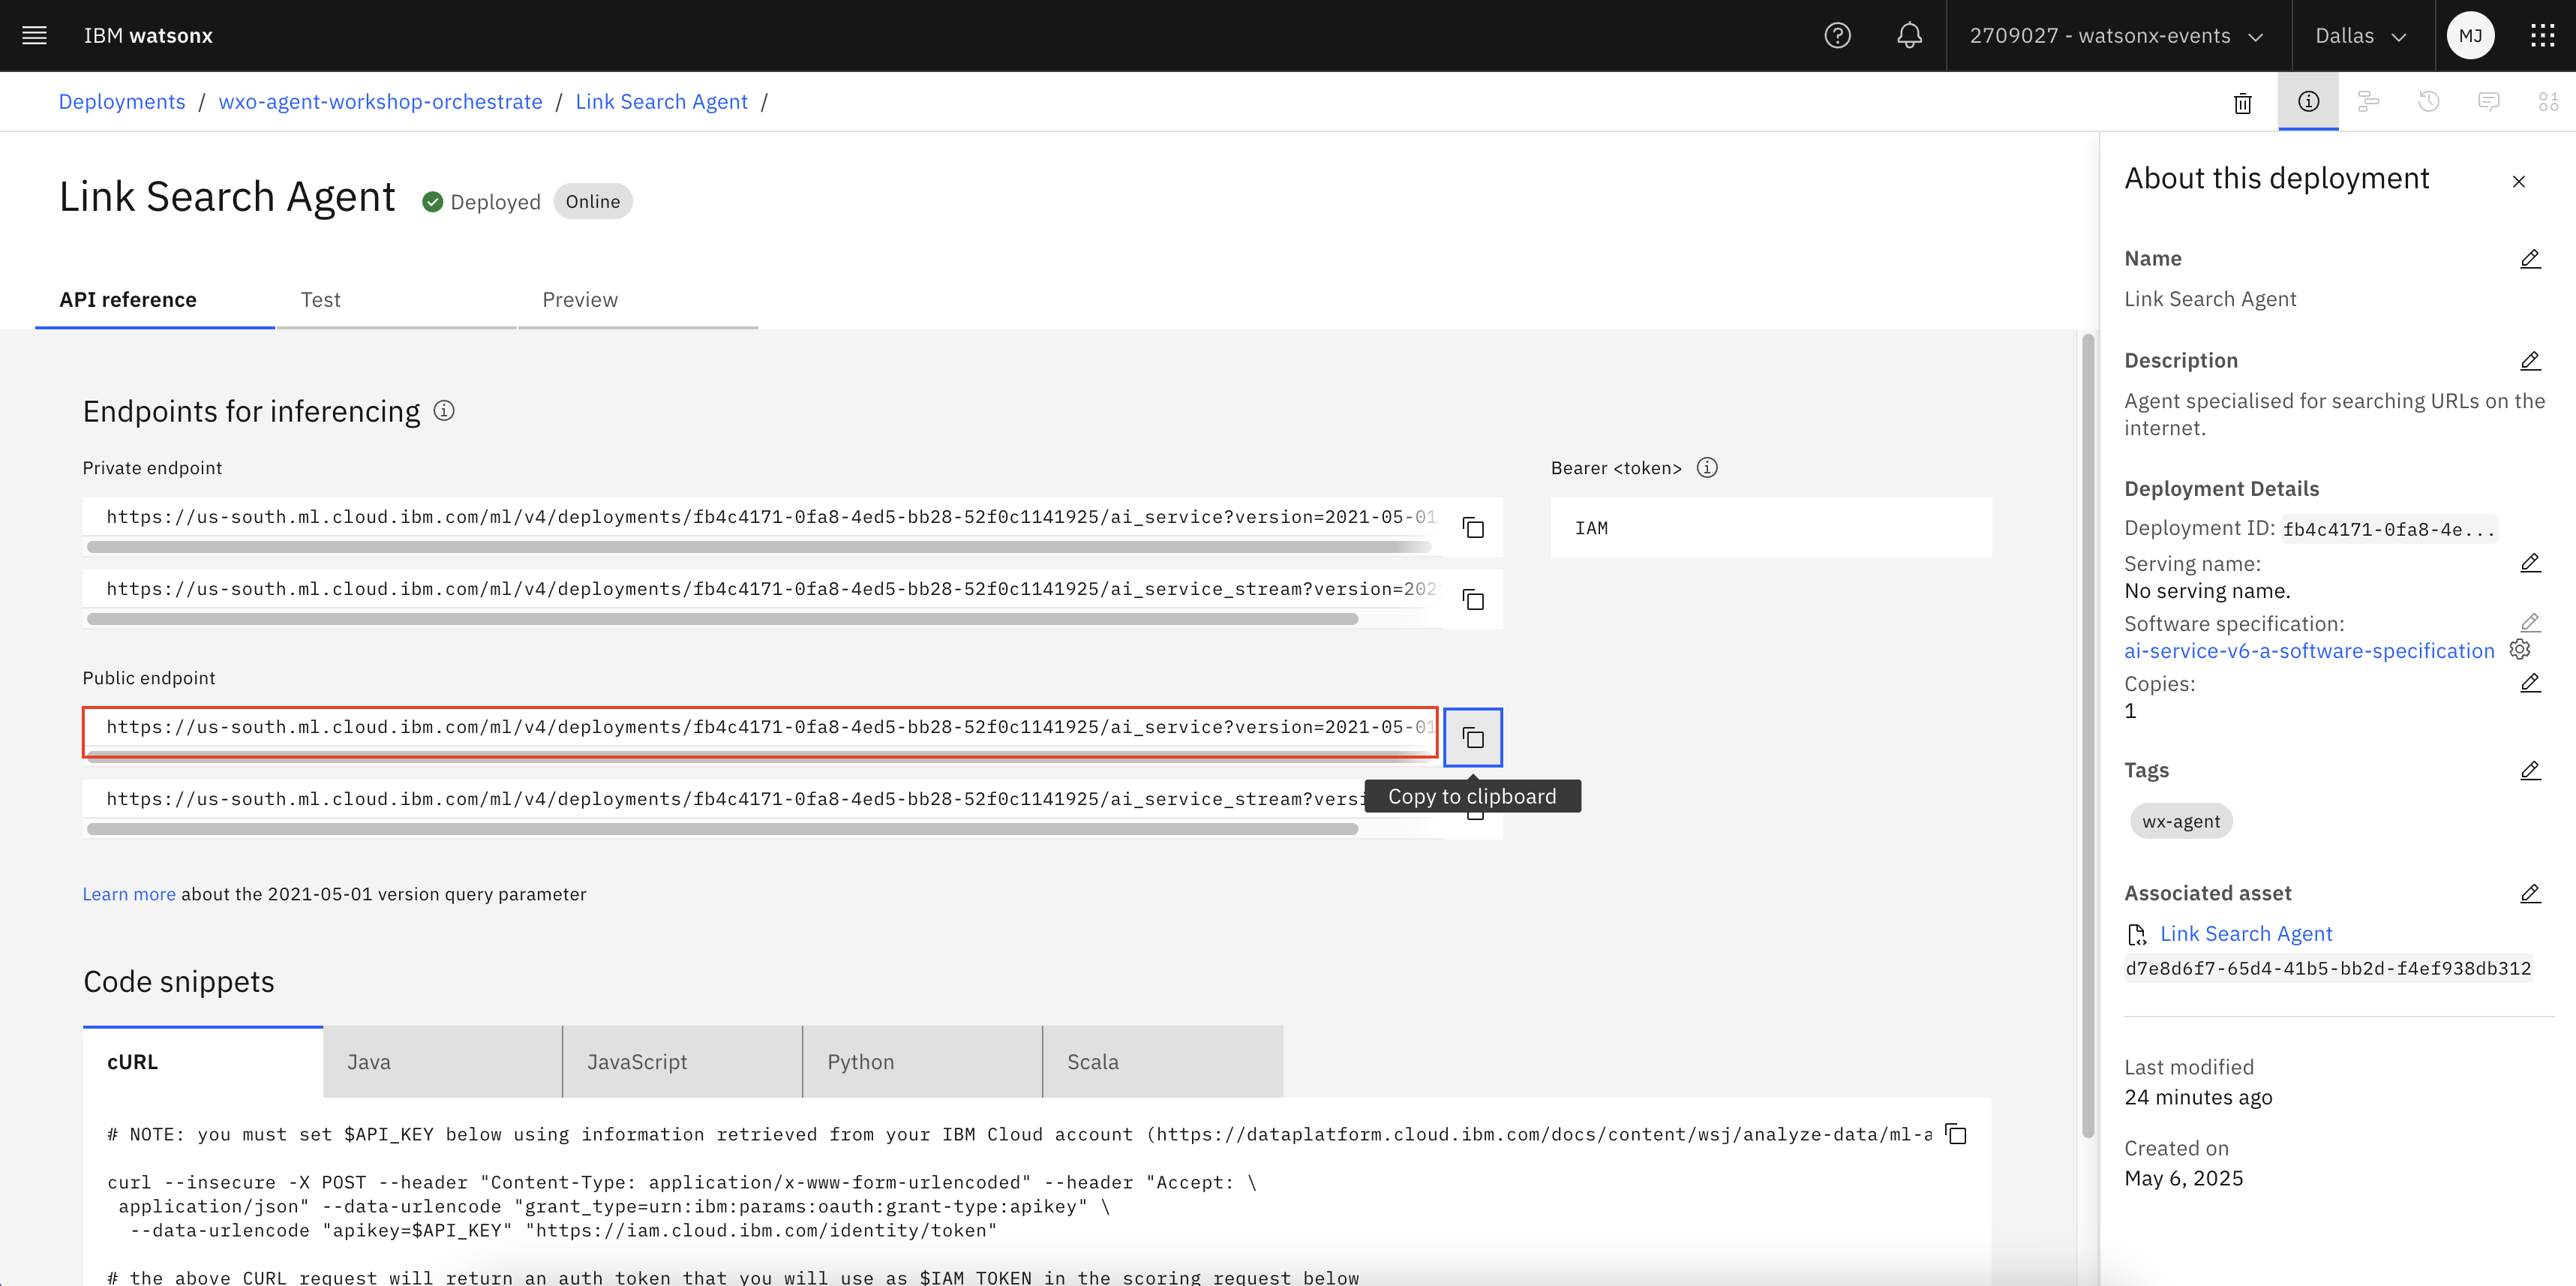 IBM watsonx
2709027 - watsonx-events
Dallas
MJ
Deployments / wxo-agent-workshop-orchestrate / Link Search Agent /
Link Search Agent
Deployed
Online
API reference
Test
Preview
Endpoints for inferencing
Private endpoint
https://us-south.ml.cloud.ibm.com/ml/v4/deployments/fb4c4171-0fa8-4ed5-bb28-52f0c1141925/ai_service?version=2021-05-01
https://us-south.ml.cloud.ibm.com/ml/v4/deployments/fb4c4171-0fa8-4ed5-bb28-52f0c1141925/ai_service_stream?version=202
Bearer <token>
IAM
Public endpoint
https://us-south.ml.cloud.ibm.com/ml/v4/deployments/fb4c4171-0fa8-4ed5-bb28-52f0c1141925/ai_service?version=2021-05-01
https://us-south.ml.cloud.ibm.com/ml/v4/deployments/fb4c4171-0fa8-4ed5-bb28-52f0c1141925/ai_service_stream?versi
Copy to clipboard
Learn more about the 2021-05-01 version query parameter
Code snippets
cURL
Java
JavaScript
Python
Scala
# NOTE: you must set $API_KEY below using information retrieved from your IBM Cloud account (https://dataplatform.cloud.ibm.com/docs/content/wsj/analyze-data/ml-a
curl --insecure -X POST --header "Content-Type: application/x-www-form-urlencoded" --header "Accept: \
application/json" --data-urlencode "grant_type=urn:ibm:params:oauth:grant-type:apikey" \
--data-urlencode "apikey=$API_KEY" "https://iam.cloud.ibm.com/identity/token"
# the above CURL request will return an auth token that you will use as $IAM_TOKEN in the scoring request below
About this deployment
Name
Link Search Agent
Description
Agent specialised for searching URLs on the
internet.
Deployment Details
Deployment ID: fb4c4171-0fa8-4e...
Serving name:
No serving name.
Software specification:
ai-service-v6-a-software-specification
Copies:
1
Tags
wx-agent
Associated asset
Link Search Agent
d7e8d6f7-65d4-41b5-bb2d-f4ef938db312
Last modified
24 minutes ago
Created on
May 6, 2025